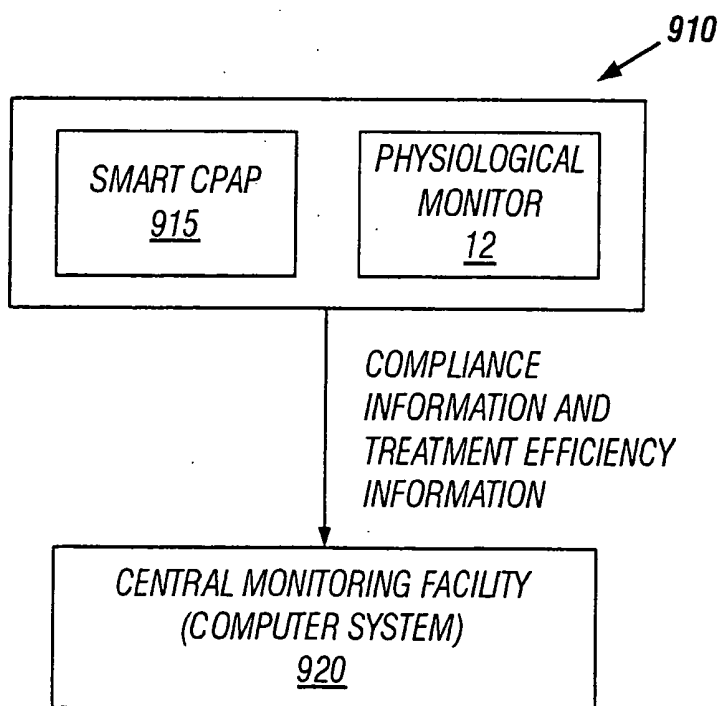 910
SMART CPAP
915
PHYSIOLOGICAL
MONITOR
12
COMPLIANCE
INFORMATION AND
TREATMENT EFFICIENCY
INFORMATION
CENTRAL MONITORING FACILITY
(COMPUTER SYSTEM)
920